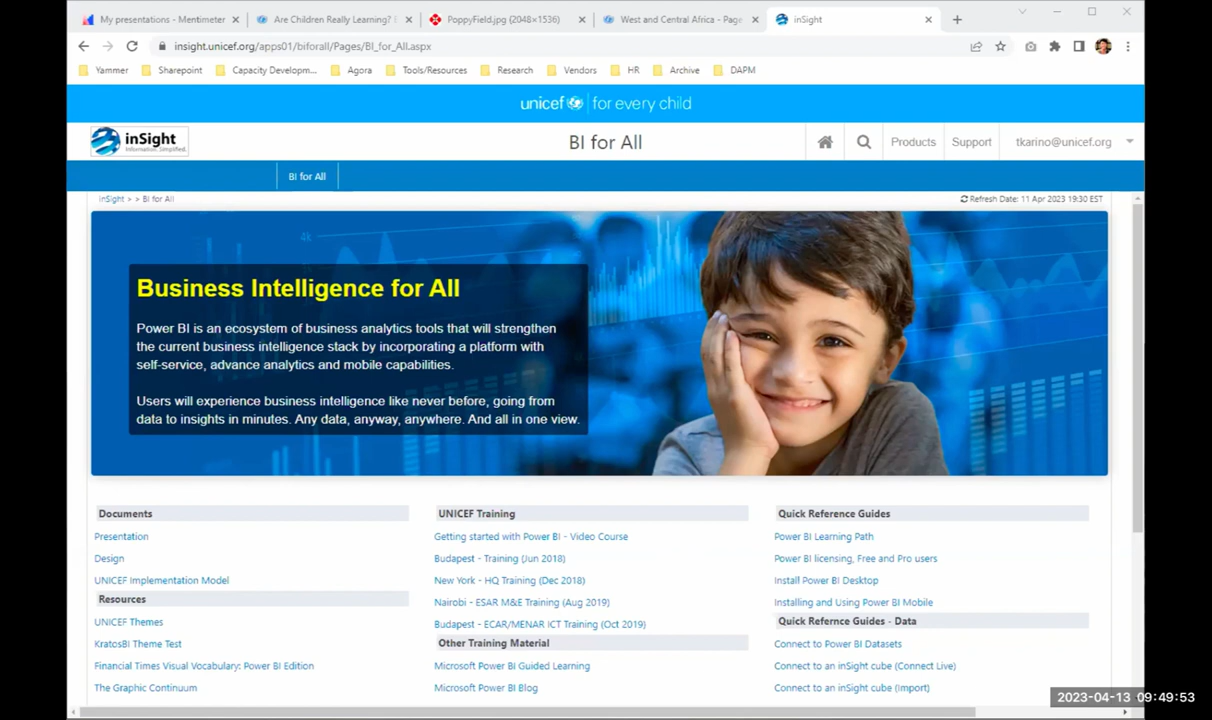 My presentations - Mentimeter
Are Children Really Learning?
PoppyField.jpg (2048×1536)
West and Central Africa - Page
inSight
insight.unicef.org/apps01/biforall/Pages/BI_for_All.aspx
Yammer
Sharepoint
Capacity Developm...
Agora
Tools/Resources
Research
Vendors
HR
Archive
DAPM
unicef for every child
inSight
Information. Simplified.
BI for All
Products
Support
tkarino@unicef.org
BI for All
inSight > > BI for All
Refresh Date: 11 Apr 2023 19:30 EST
4k
Business Intelligence for All
Power BI is an ecosystem of business analytics tools that will strengthen
the current business intelligence stack by incorporating a platform with
self-service, advance analytics and mobile capabilities.
Users will experience business intelligence like never before, going from
data to insights in minutes. Any data, anyway, anywhere. And all in one view.
Documents
Presentation
Design
UNICEF Implementation Model
Resources
UNICEF Themes
KratosBI Theme Test
Financial Times Visual Vocabulary: Power BI Edition
The Graphic Continuum
UNICEF Training
Getting started with Power BI - Video Course
Budapest - Training (Jun 2018)
New York - HQ Training (Dec 2018)
Nairobi - ESAR M&E Training (Aug 2019)
Budapest - ECAR/MENAR ICT Training (Oct 2019)
Other Training Material
Microsoft Power BI Guided Learning
Microsoft Power BI Blog
Quick Reference Guides
Power BI Learning Path
Power BI licensing, Free and Pro users
Install Power BI Desktop
Installing and Using Power BI Mobile
Quick Refernce Guides - Data
Connect to Power BI Datasets
Connect to an inSight cube (Connect Live)
Connect to an inSight cube (Import)
2023-04-13 09:49:53